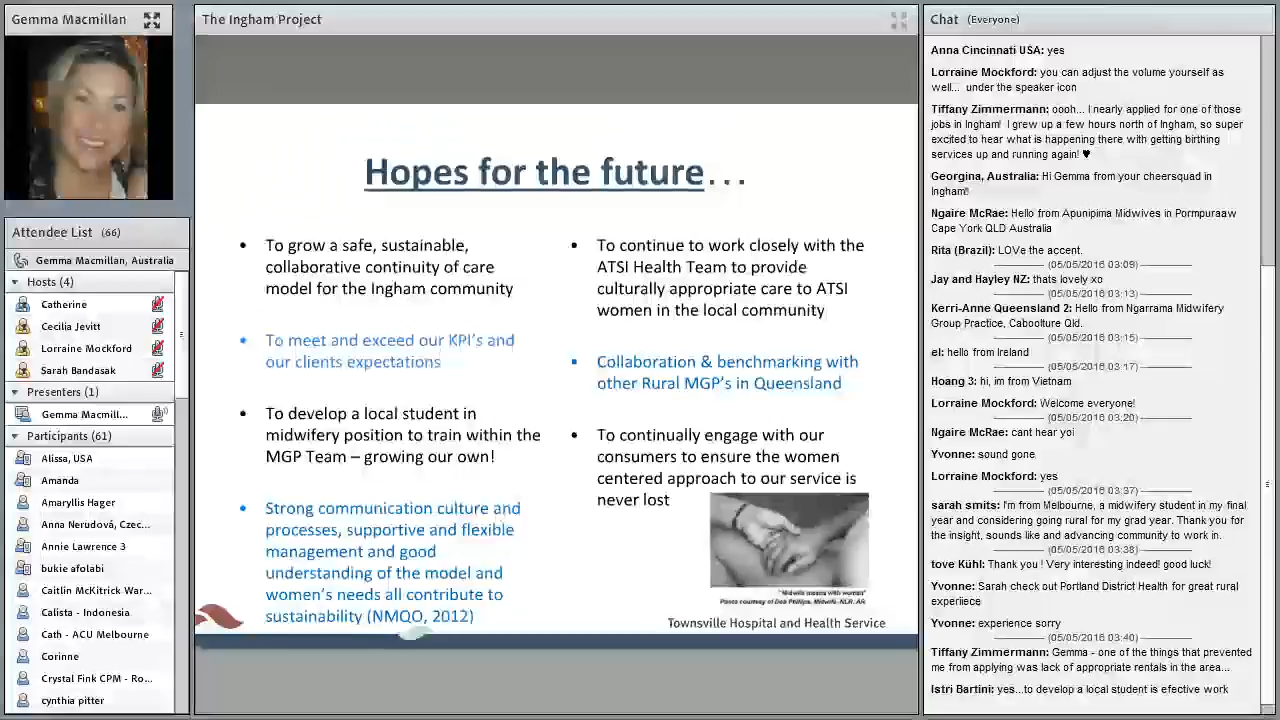 Gemma Macmillan
The Ingham Project
Chat (Everyone)
Attendee List (66)
Gemma Macmillan, Australia
Hosts (4)
Catherine
Cecilia Jevitt
Lorraine Mockford
Sarah Bandasak
Presenters (1)
Gemma Macmill...
Participants (61)
Alissa, USA
Amanda
Amaryllis Hager
Anna Nerudová, Czec...
Annie Lawrence 3
bukie afolabi
Caitlin McKitrick War...
Calista - Indonesia
Cath - ACU Melbourne
Corinne
Crystal Fink CPM - Ro...
cynthia pitter
Hopes for the future...
• To grow a safe, sustainable,
collaborative continuity of care
model for the Ingham community
• To meet and exceed our KPI's and
our clients expectations
• To develop a local student in
midwifery position to train within the
MGP Team – growing our own!
• Strong communication culture and
processes, supportive and flexible
management and good
understanding of the model and
women's needs all contribute to
sustainability (NMQO, 2012)
• To continue to work closely with the
ATSI Health Team to provide
culturally appropriate care to ATSI
women in the local community
• Collaboration & benchmarking with
other Rural MGP's in Queensland
• To continually engage with our
consumers to ensure the women
centered approach to our service is
never lost
"Midwife means with woman"
Photo courtesy of Deb Phillips, Midwife, NLR, AR
Townsville Hospital and Health Service
Anna Cincinnati USA: yes
Lorraine Mockford: you can adjust the volume yourself as
well... under the speaker icon
Tiffany Zimmermann: oooh... I nearly applied for one of those
jobs in Ingham! I grew up a few hours north of Ingham, so super
excited to hear what is happening there with getting birthing
services up and running again! ♥
Georgina, Australia: Hi Gemma from your cheersquad in
Ingham!
Ngaire McRae: Hello from Apunipima Midwives in Pormpuraaw
Cape York QLD Australia
Rita (Brazil): LOVe the accent.
(05/05/2016 03:09)
Jay and Hayley NZ: thats lovely xo
(05/05/2016 03:13)
Kerri-Anne Queensland 2: Hello from Ngarrama Midwifery
Group Practice, Caboolture Qld.
(05/05/2016 03:15)
el: hello from Ireland
(05/05/2016 03:17)
Hoang 3: hi, im from Vietnam
Lorraine Mockford: Welcome everyone!
(05/05/2016 03:20)
Ngaire McRae: cant hear yoi
Yvonne: sound gone
Lorraine Mockford: yes
(05/05/2016 03:37)
sarah smits: I'm from Melbourne, a midwifery student in my final
year and considering going rural for my grad year. Thank you for
the insight, sounds like and advancing community to work in.
(05/05/2016 03:38)
tove Kühl: Thank you ! Very interesting indeed! good luck!
Yvonne: Sarah check out Portland District Health for great rural
experiiece
Yvonne: experience sorry
(05/05/2016 03:40)
Tiffany Zimmermann: Gemma - one of the things that prevented
me from applying was lack of appropriate rentals in the area...
Istri Bartini: yes...to develop a local student is efective work